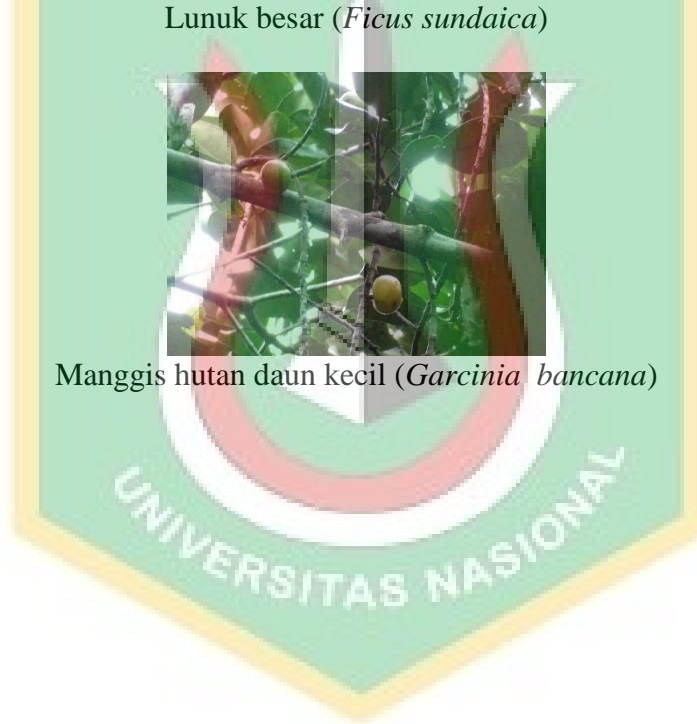 Lunuk besar (Ficus sundaica)
Manggis hutan daun kecil (Garcinia bancana)
UNIVERSITAS NASIONAL